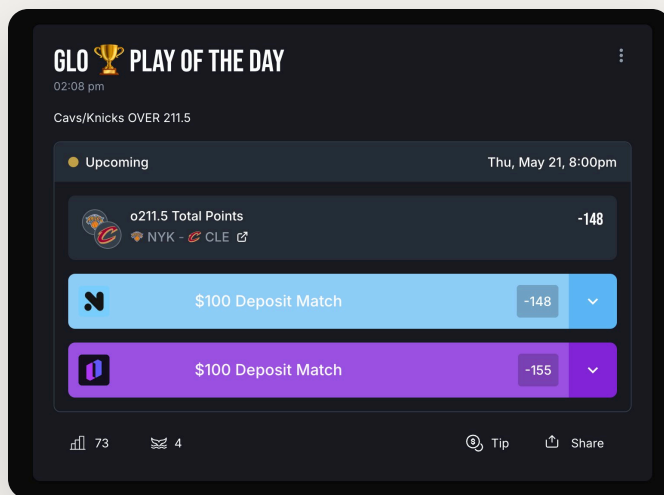 GLO 🏆 PLAY OF THE DAY
02:08 pm
Cavs/Knicks OVER 211.5
Upcoming Thu, May 21, 8:00pm
o211.5 Total Points -148
NYK - CLE
$100 Deposit Match -148
$100 Deposit Match -155
73 4 Tip Share